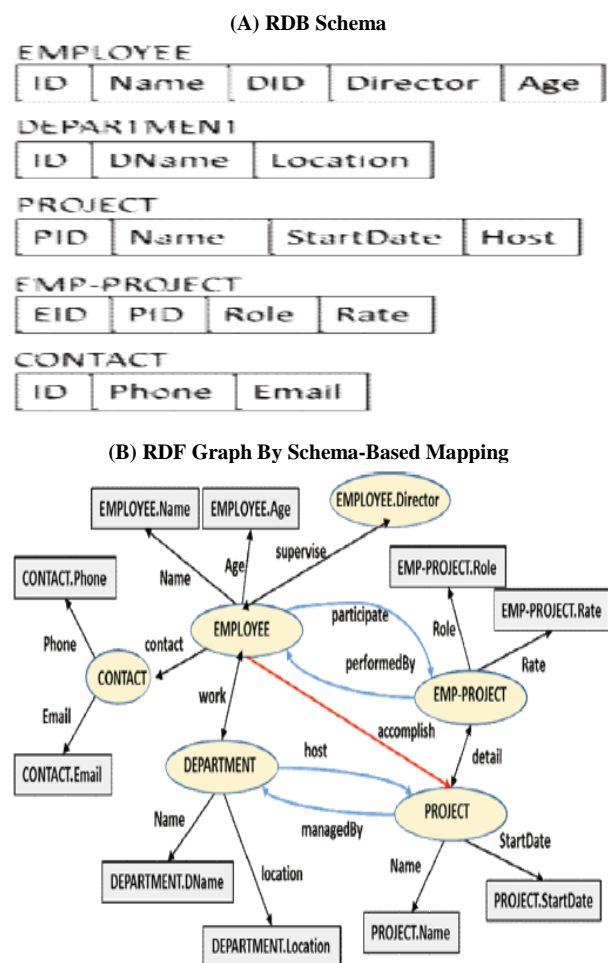 (A) RDB Schema
EMPLOYEE
ID Name DID Director Age
DEPARTMENT
ID DName Location
PROJECT
PID Name StartDate Host
EMP-PROJECT
EID PID Role Rate
CONTACT
ID Phone Email
(B) RDF Graph By Schema-Based Mapping
EMPLOYEE.Name
EMPLOYEE.Age
EMPLOYEE.Director
CONTACT.Phone
Name
Age
supervise
EMP-PROJECT.Role
EMP-PROJECT.Rate
Phone
contact
EMPLOYEE
participate
Role
Rate
CONTACT
performedBy
EMP-PROJECT
Email
work
accomplish
CONTACT.Email
DEPARTMENT
host
detail
managedBy
PROJECT
Name
location
Name
StartDate
DEPARTMENT.DName
PROJECT.StartDate
DEPARTMENT.Location
PROJECT.Name